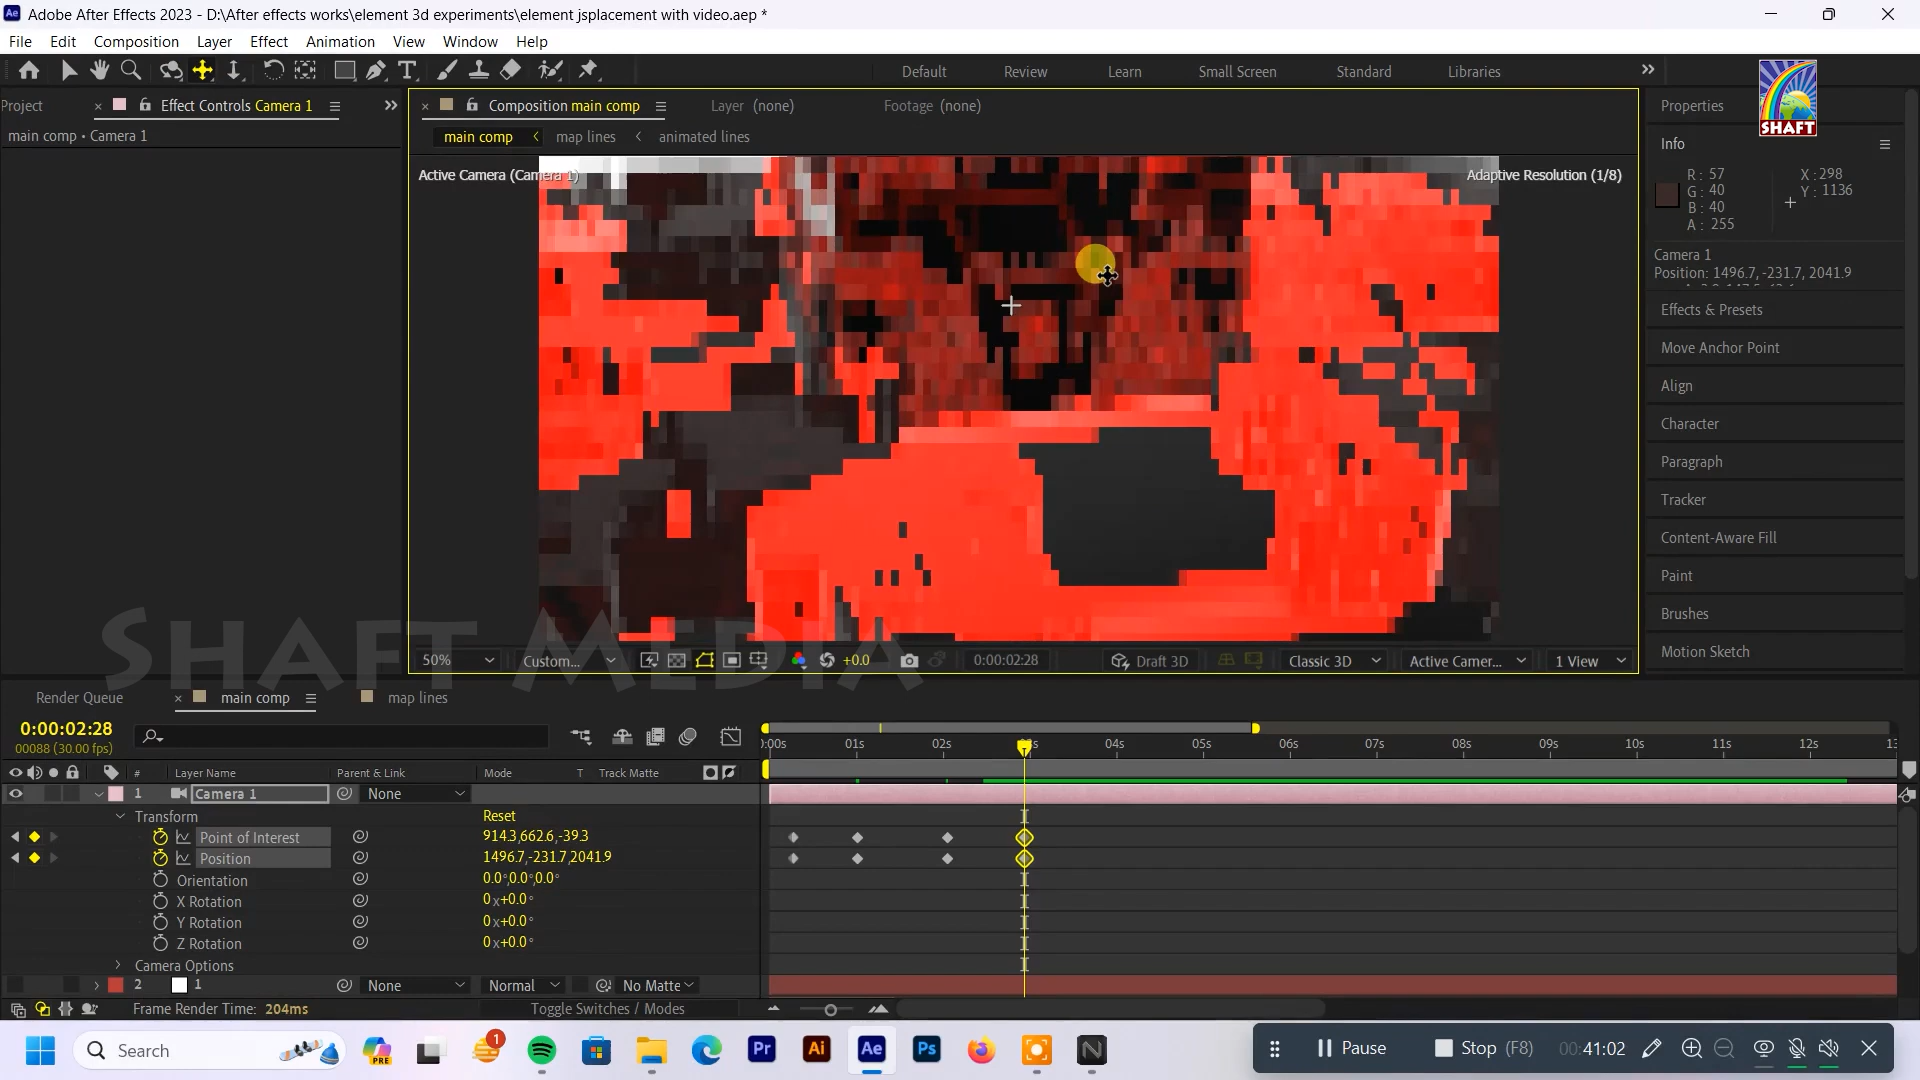 Adobe After Effects 2023 - D:\After effects works\element 3d experiments\element jsplacement with video.aep *
File Edit Composition Layer Effect Animation View Window Help
Default Review Learn Small Screen Standard Libraries
SHAFT
Project Effect Controls Camera 1 Composition main comp Layer (none) Footage (none) Properties
main comp • Camera 1
main comp map lines animated lines
Info
Active Camera (Camera 1) Adaptive Resolution (1/8)
R: 57 X: 298
G: 40 Y: 1136
B: 40
A: 255
Camera 1
Position: 1496.7, -231.7, 2041.9
Effects & Presets
Move Anchor Point
Align
Character
Paragraph
Tracker
Content-Aware Fill
Paint
Brushes
Motion Sketch
SHAFT MEDIA
50% Custom... +0.0 0:00:02:28 Draft 3D Classic 3D Active Camer... 1 View
Render Queue main comp map lines
0:00:02:28
00088 (30.00 fps)
0:00s 01s 02s 04s 05s 06s 07s 08s 09s 10s 11s 12s 13
# Layer Name Parent & Link Mode T Track Matte
1 Camera 1 None
Transform Reset
Point of Interest 914.3,662.6,-39.3
Position 1496.7,-231.7,2041.9
Orientation 0.0°,0.0°,0.0°
X Rotation 0x+0.0°
Y Rotation 0x+0.0°
Z Rotation 0x+0.0°
Camera Options
2 1 None Normal No Matte
Frame Render Time: 204ms Toggle Switches / Modes
Search PRE 1 Pr Ai Ae Ps N Pause Stop (F8) 00:41:02